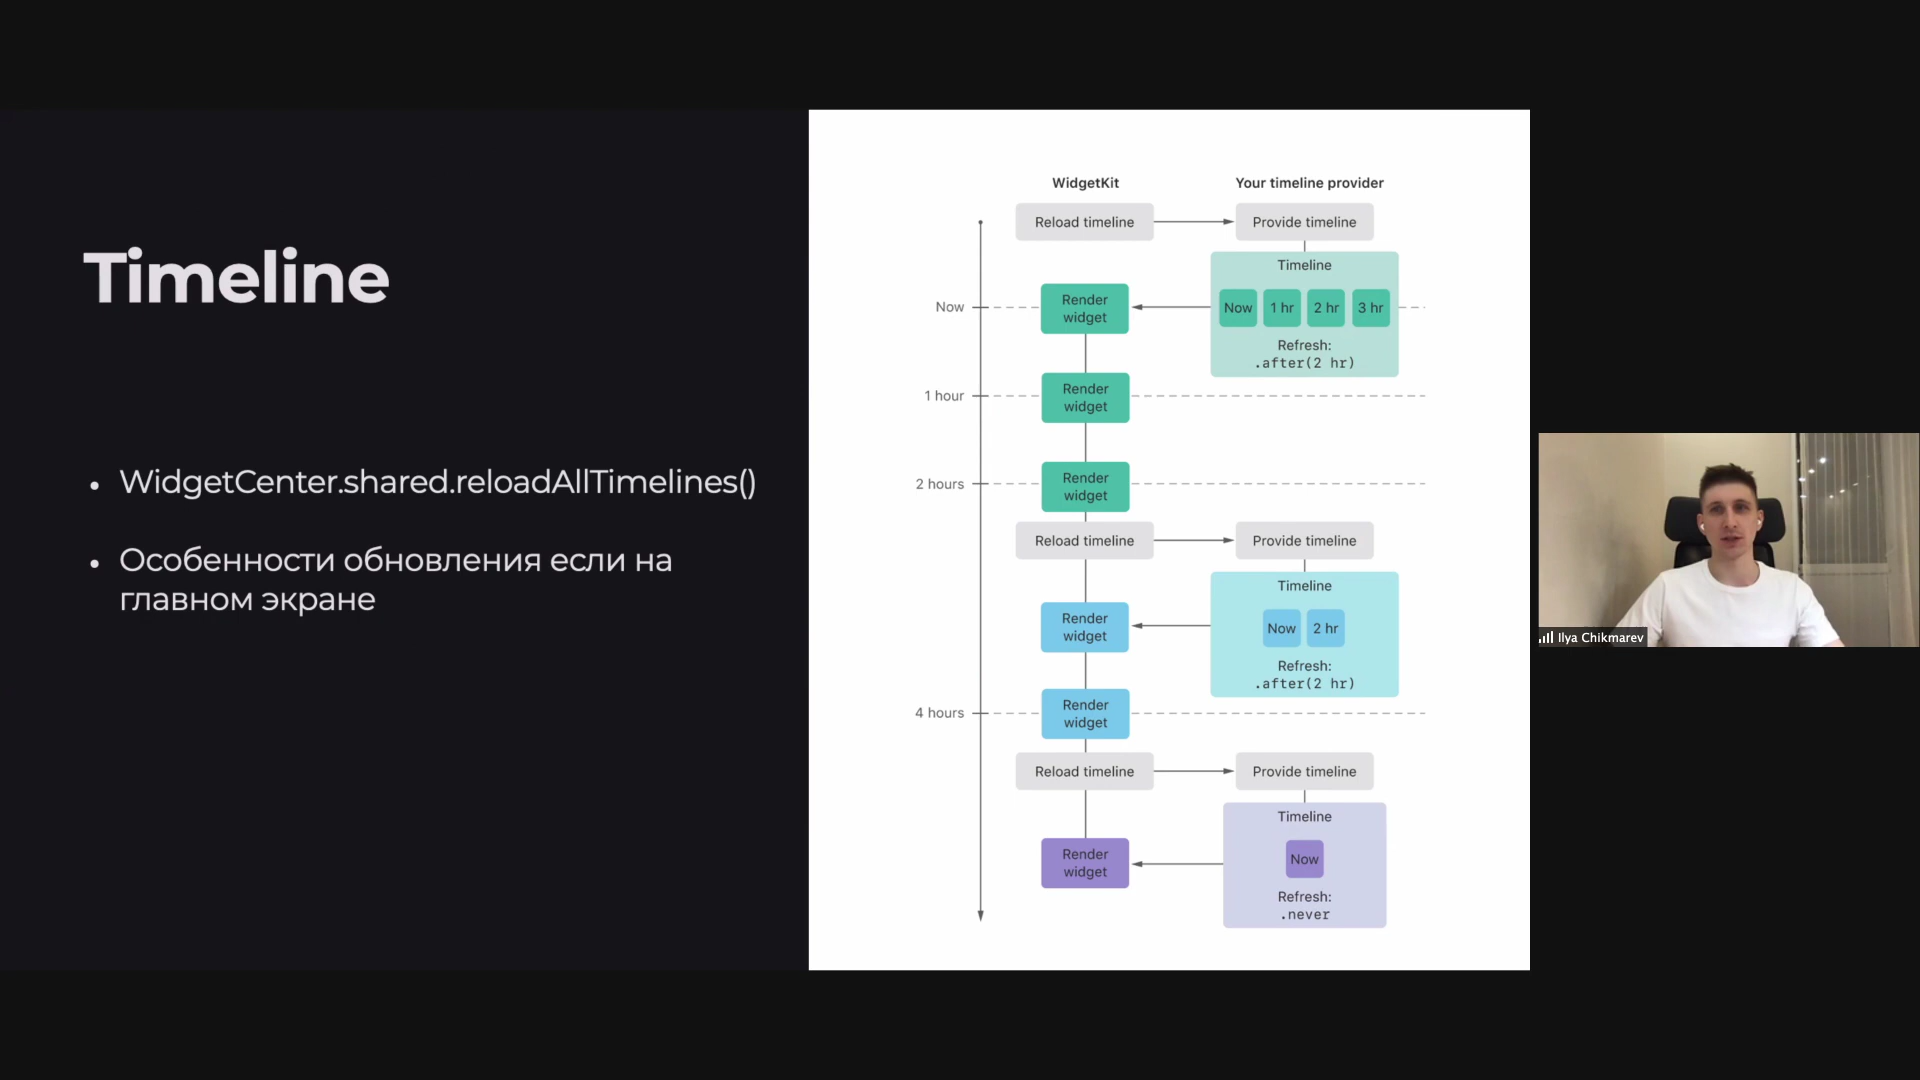 Timeline
• WidgetCenter.shared.reloadAllTimelines()
• Особенности обновления если на
главном экране
WidgetKit
Your timeline provider
Reload timeline
Provide timeline
Timeline
Now
Render
widget
Now
1 hr
2 hr
3 hr
Refresh:
.after(2 hr)
1 hour
Render
widget
2 hours
Render
widget
Reload timeline
Provide timeline
Timeline
Render
widget
Now
2 hr
Refresh:
.after(2 hr)
4 hours
Render
widget
Reload timeline
Provide timeline
Timeline
Render
widget
Now
Refresh:
.never
Ilya Chikmarev